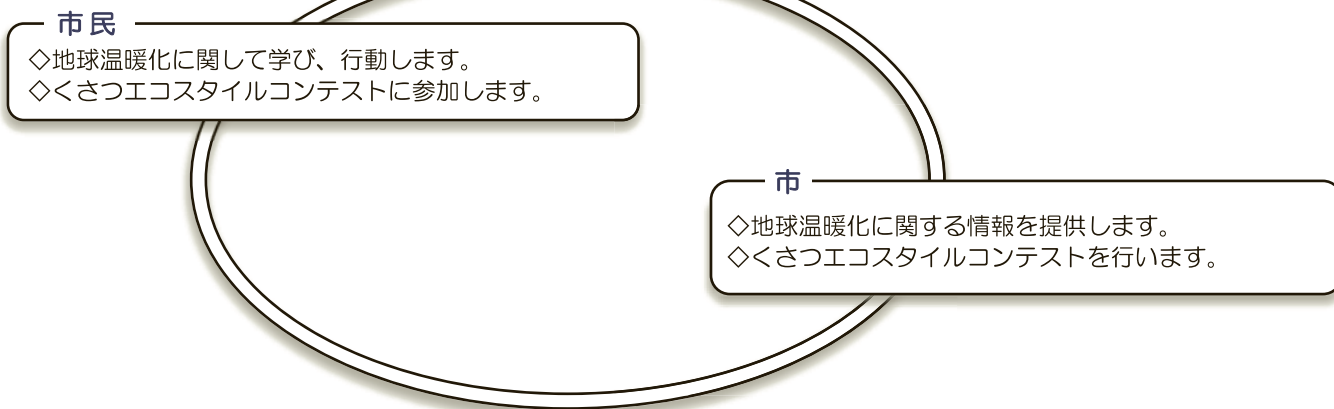 市民
◇地球温暖化に関して学び、行動します。
◇くさつエコスタイルコンテストに参加します。
市
◇地球温暖化に関する情報を提供します。
◇くさつエコスタイルコンテストを行います。